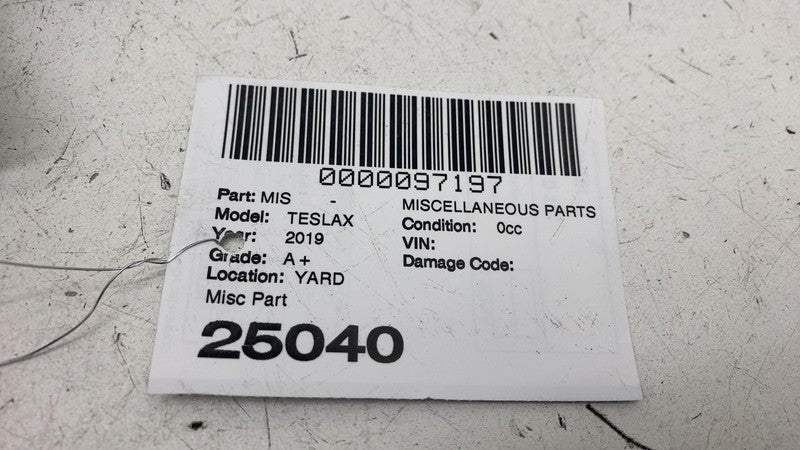 0000097197
Part: MIS - MISCELLANEOUS PARTS
Model: TESLAX Condition: 0cc
Year: 2019 VIN:
Grade: A+ Damage Code:
Location: YARD
Misc Part
25040